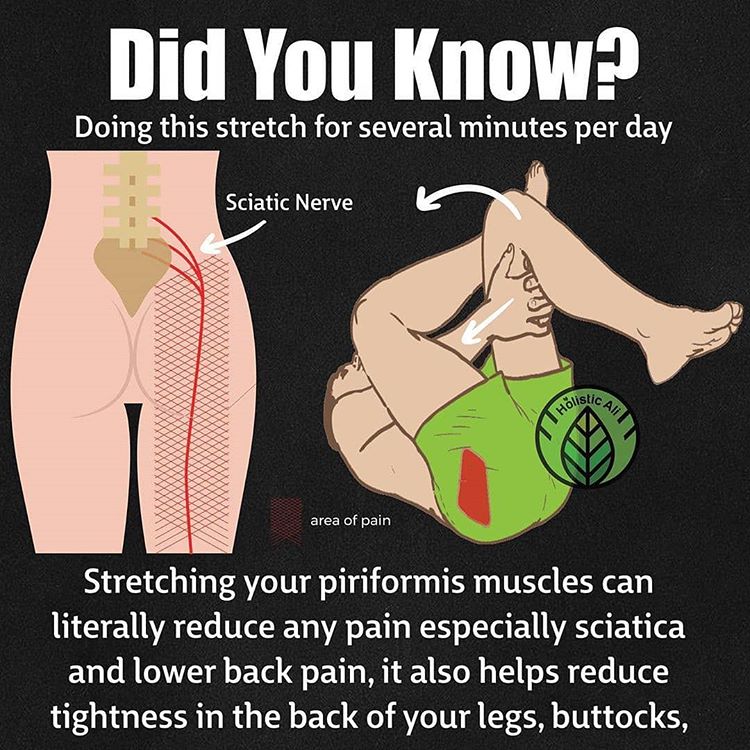 Did You Know?
Doing this stretch for several minutes per day
Sciatic Nerve
Holistic Ali
area of pain
Stretching your piriformis muscles can
literally reduce any pain especially sciatica
and lower back pain, it also helps reduce
tightness in the back of your legs, buttocks,